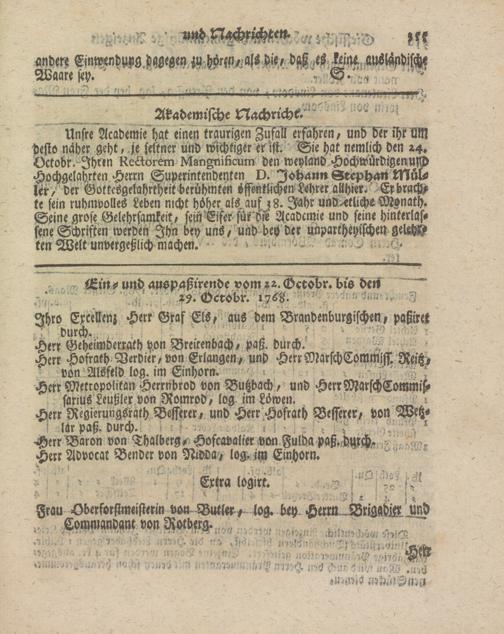 und Nachrichten. 355
andere Einwendung dagegen zu hören, als die, daß es keine ausländische
Waare sey. S.
Akademische Nachricht.
Unsre Academie hat einen traurigen Zufall erfahren, und der ihr um
desto näher geht, je seltner und wichtiger er ist. Sie hat nemlich den 24.
Octobr. Ihren Rectorem Mangnificum den weyland Hochwürdigen und
Hochgelahrten Herrn Superintendenten D. Johann Stephan Mül-
ler, der Gottesgelahrtheit berühmten öffentlichen Lehrer allhier. Er brach-
te sein ruhmvolles Leben nicht höher als auf 38. Jahr und etliche Monath.
Seine grose Gelehrsamkeit, sein Eifer für die Academie und seine hinterlas-
sene Schriften werden Ihn bey uns, und bey der unpartheyischen gelehr-
ten Welt unvergeßlich machen.
Ein- und auspaßirende vom 22. Octobr. bis den
29. Octobr. 1768.
Ihro Excellenz Herr Graf Els, aus dem Brandenburgischen, paßiret
durch.
Herr Geheimderrath von Breitenbach, paß. durch.
Herr Hofrath Verdier, von Erlangen, und Herr MarschCommiss. Reitz,
von Alsfeld log. im Einhorn.
Herr Metropolitan Herrnbrod von Butzbach, und Herr MarschCommis-
sarius Leußler von Romrod, log. im Löwen.
Herr Regierungsrath Befferer, und Herr Hofrath Befferer, von Wetz-
lar paß. durch.
Herr Baron von Thalberg, Hofcavalier von Fulda paß. durch.
Herr Advocat Bender von Nidda, log. im Einhorn.
Extra logirt.
Frau Oberforstmeisterin von Butler, log. bey Herrn Brigadier und
Commandant von Rotberg.
Herr